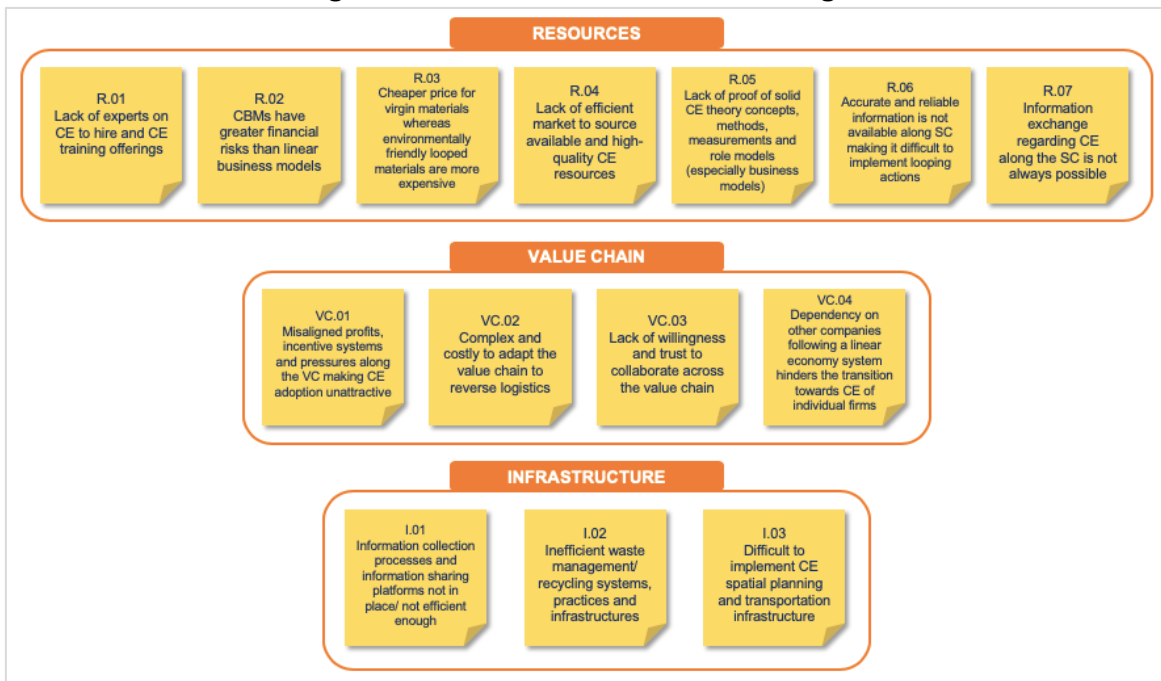 RESOURCES
R.01
Lack of experts on
CE to hire and CE
training offerings
R.02
CBMs have
greater financial
risks than linear
business models
R.03
Cheaper price for
virgin materials
whereas
environmentally
friendly looped
materials are more
expensive
R.04
Lack of efficient
market to source
available and high-
quality CE
resources
R.05
Lack of proof of solid
CE theory concepts,
methods,
measurements and
role models
(especially business
models)
R.06
Accurate and reliable
information is not
available along SC
making it difficult to
implement looping
actions
R.07
Information
exchange
regarding CE
along the SC is not
always possible
VALUE CHAIN
VC.01
Misaligned profits,
incentive systems
and pressures along
the VC making CE
adoption unattractive
VC.02
Complex and
costly to adapt the
value chain to
reverse logistics
VC.03
Lack of willingness
and trust to
collaborate across
the value chain
VC.04
Dependency on
other companies
following a linear
economy system
hinders the transition
towards CE of
individual firms
INFRASTRUCTURE
I.01
Information collection
processes and
information sharing
platforms not in
place/ not efficient
enough
I.02
Inefficient waste
management/
recycling systems,
practices and
infrastructures
I.03
Difficult to
implement CE
spatial planning
and transportation
infrastructure